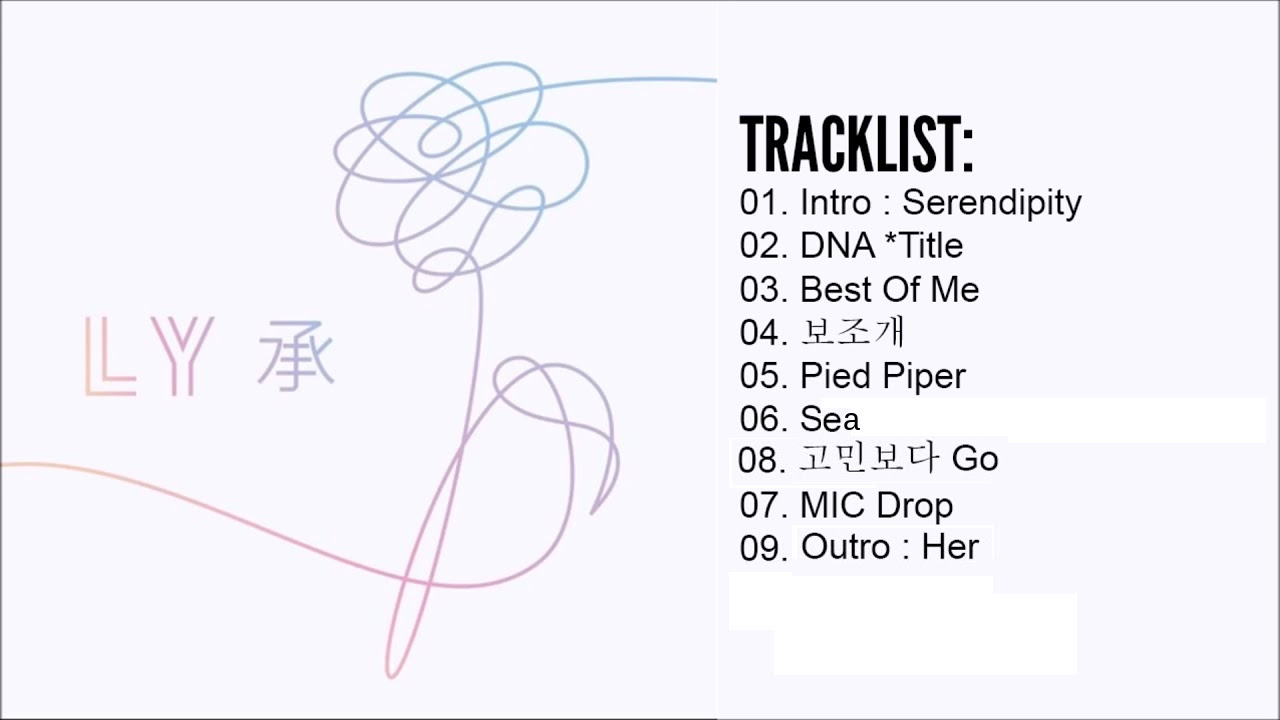 LY 承
TRACKLIST:
01. Intro : Serendipity
02. DNA *Title
03. Best Of Me
04. 보조개
05. Pied Piper
06. Sea
08. 고민보다 Go
07. MIC Drop
09. Outro : Her